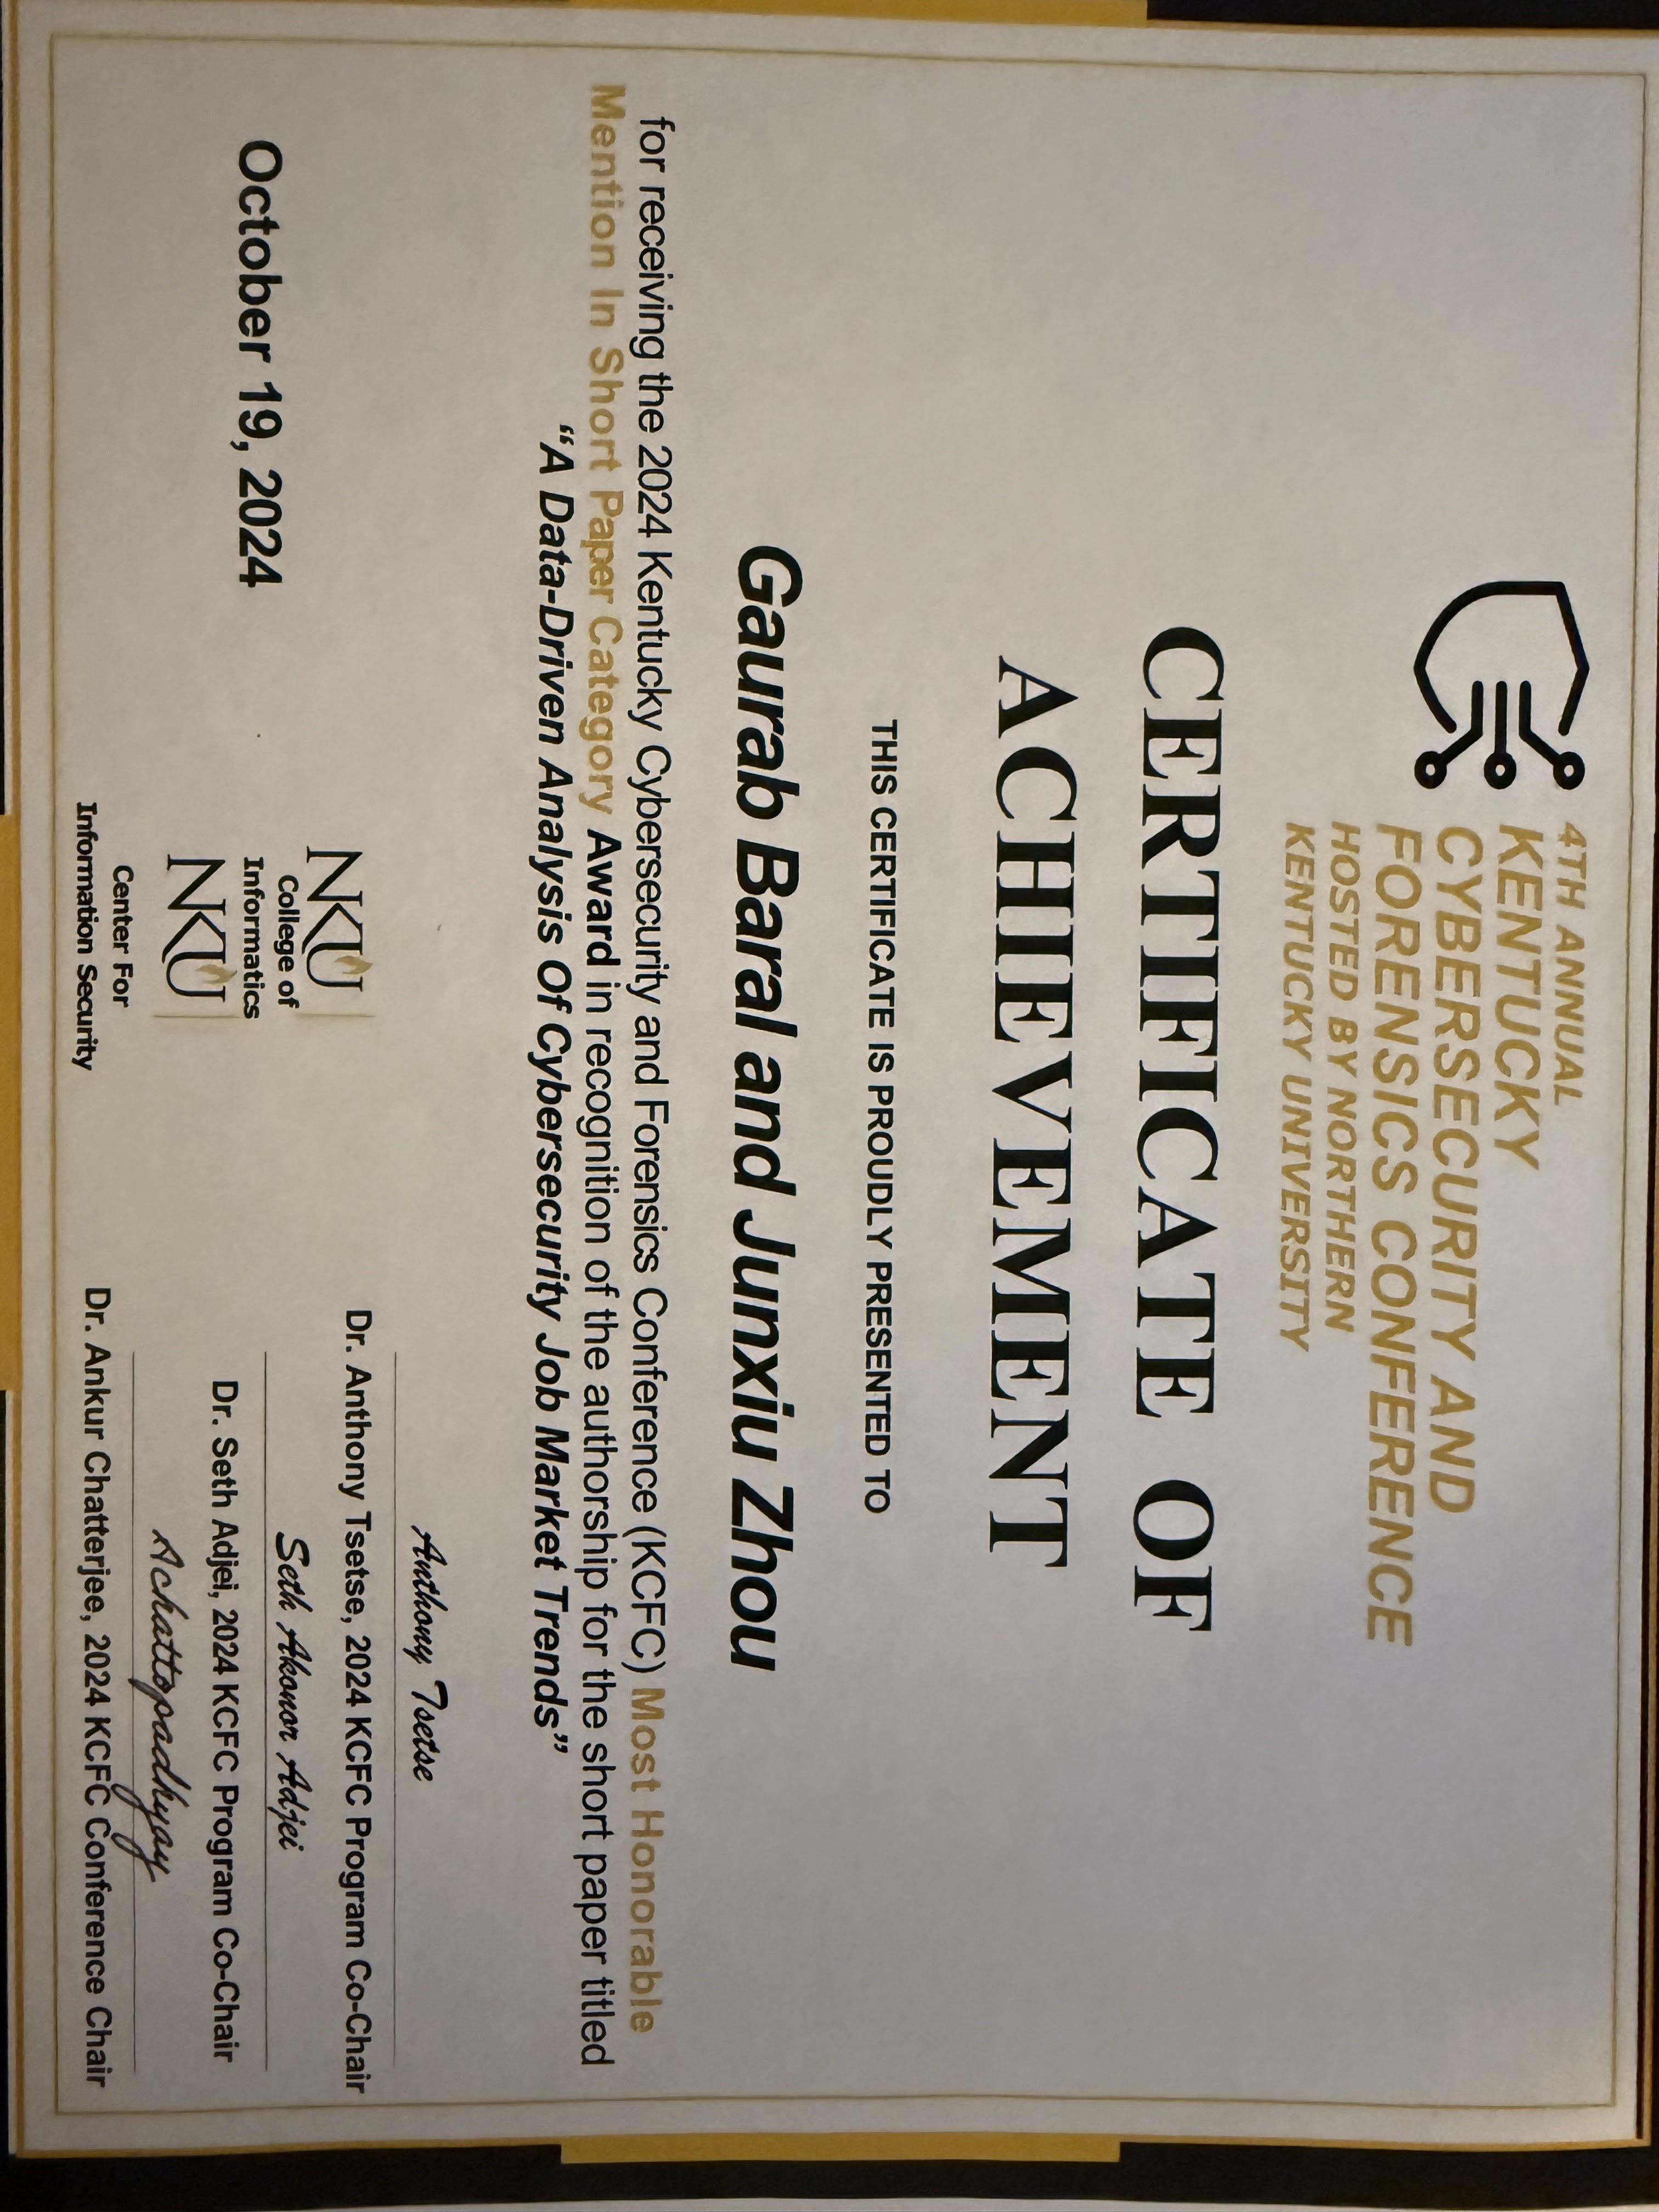 4TH ANNUAL
KENTUCKY
CYBERSECURITY AND
FORENSICS CONFERENCE
HOSTED BY NORTHERN
KENTUCKY UNIVERSITY
CERTIFICATE OF
ACHIEVEMENT
THIS CERTIFICATE IS PROUDLY PRESENTED TO
Gaurab Baral and Junxiu Zhou
for receiving the 2024 Kentucky Cybersecurity and Forensics Conference (KCFC) Most Honorable
Mention In Short Paper Category Award in recognition of the authorship for the short paper titled
“A Data-Driven Analysis Of Cybersecurity Job Market Trends”
October 19, 2024
NKU
College of
Informatics
NKU
Center For
Information Security
Anthony Tsetse
Dr. Anthony Tsetse, 2024 KCFC Program Co-Chair
Seth Akonor Adjei
Dr. Seth Adjei, 2024 KCFC Program Co-Chair
Achattopadhyay
Dr. Ankur Chatterjee, 2024 KCFC Conference Chair